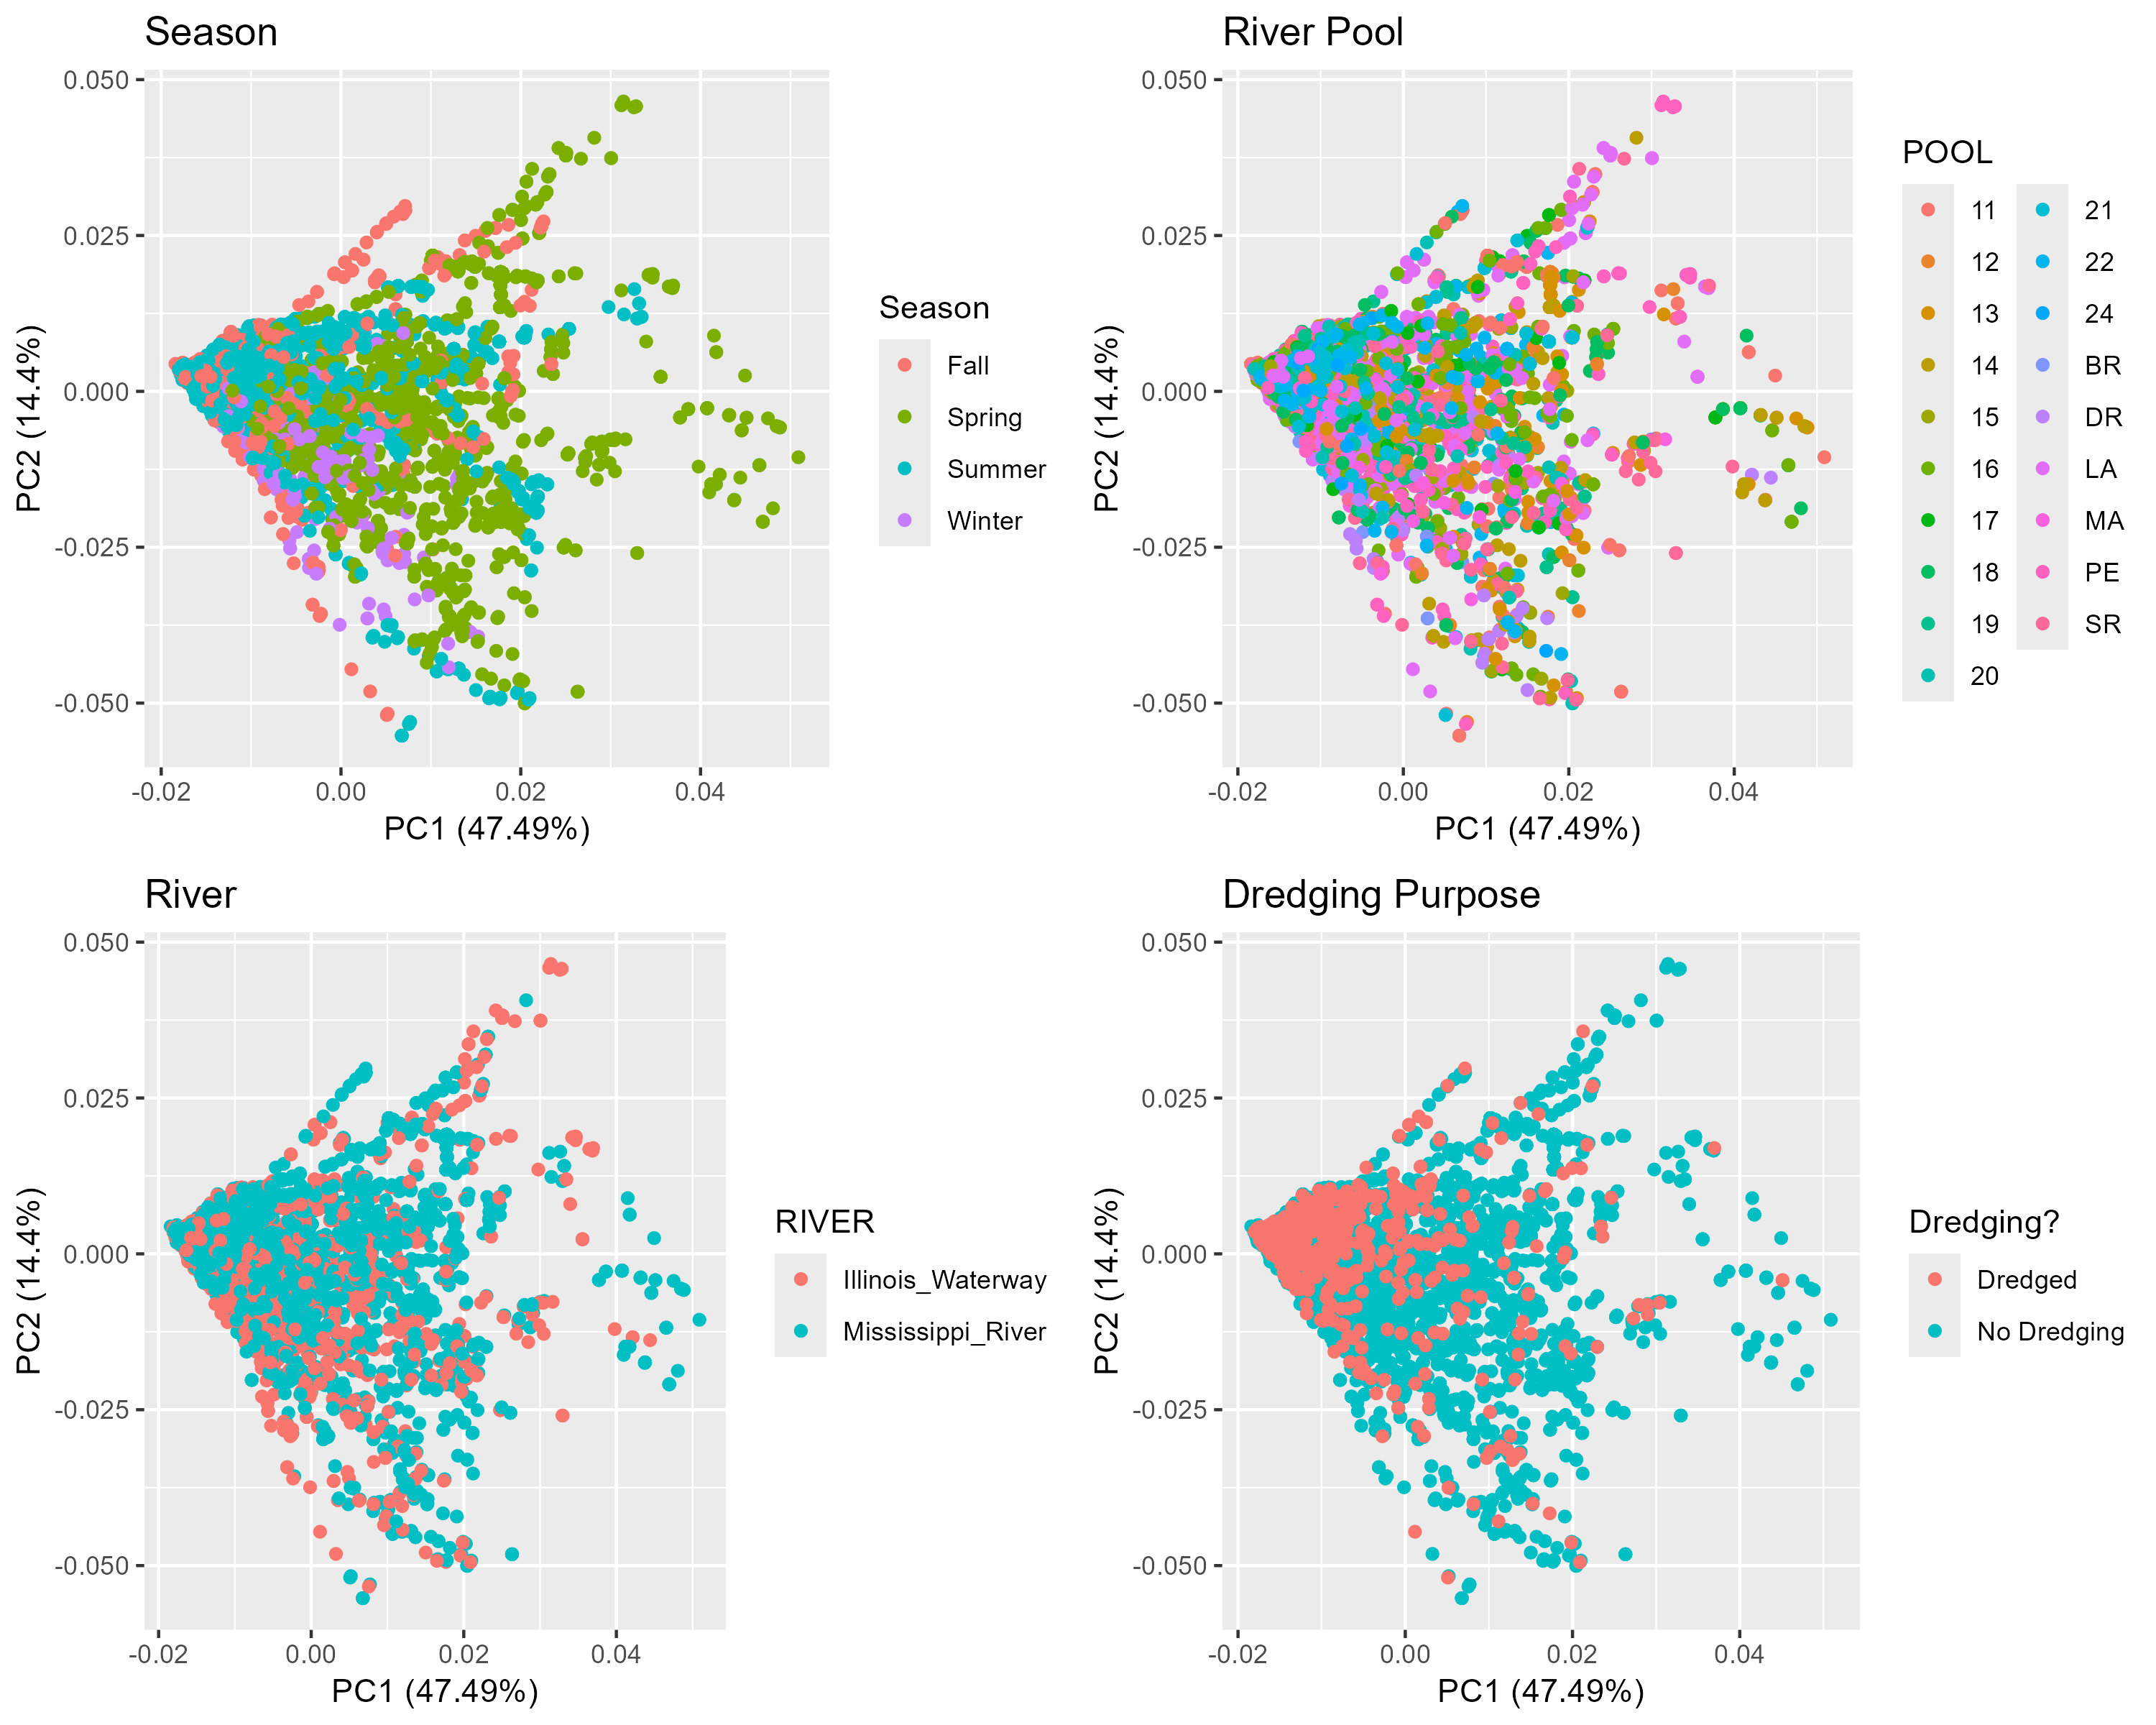 Season
0.050
0.025
0.000
-0.025
-0.050
PC2 (14.4%)
-0.02 0.00 0.02 0.04
PC1 (47.49%)
Season
Fall
Spring
Summer
Winter
River Pool
0.050
0.025
0.000
-0.025
-0.050
PC2 (14.4%)
-0.02 0.00 0.02 0.04
PC1 (47.49%)
POOL
11 21
12 22
13 24
14 BR
15 DR
16 LA
17 MA
18 PE
19 SR
20
River
0.050
0.025
0.000
-0.025
-0.050
PC2 (14.4%)
-0.02 0.00 0.02 0.04
PC1 (47.49%)
RIVER
Illinois_Waterway
Mississippi_River
Dredging Purpose
0.050
0.025
0.000
-0.025
-0.050
PC2 (14.4%)
-0.02 0.00 0.02 0.04
PC1 (47.49%)
Dredging?
Dredged
No Dredging